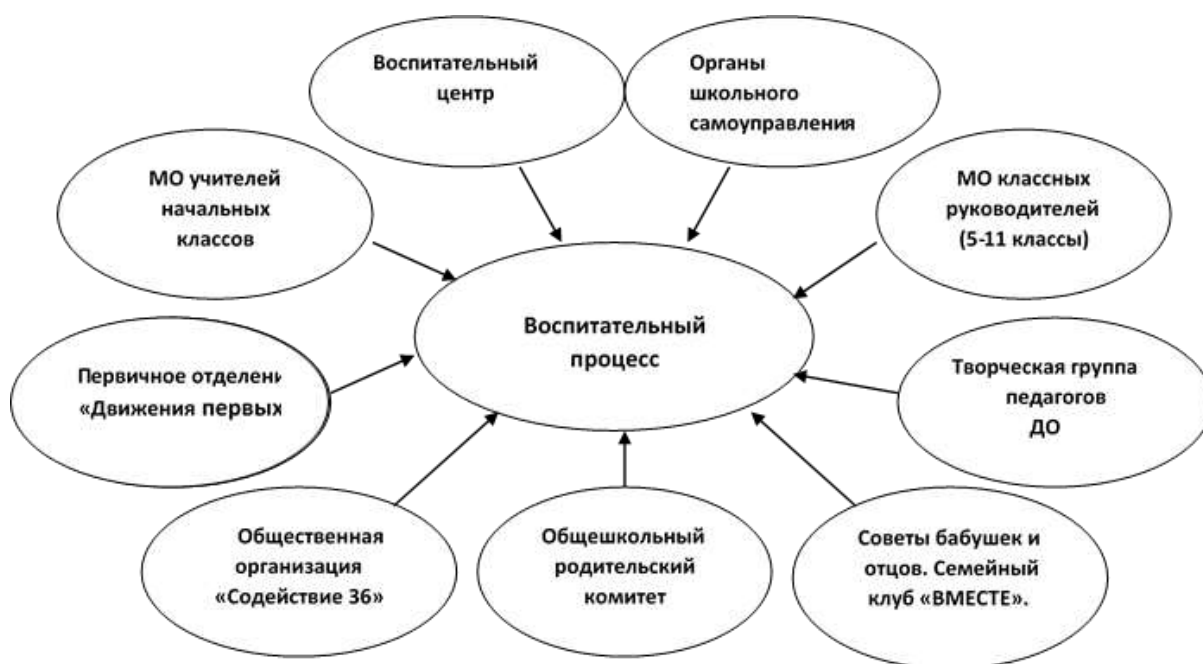 Воспитательный
центр
Органы
школьного
самоуправления
МО учителей
начальных
классов
МО классных
руководителей
(5-11 классы)
Воспитательный
процесс
Первичное отделени
«Движения первых
Творческая группа
педагогов
ДО
Общественная
организация
«Содействие 36»
Общешкольный
родительский
комитет
Советы бабушек и
отцов. Семейный
клуб «ВМЕСТЕ».